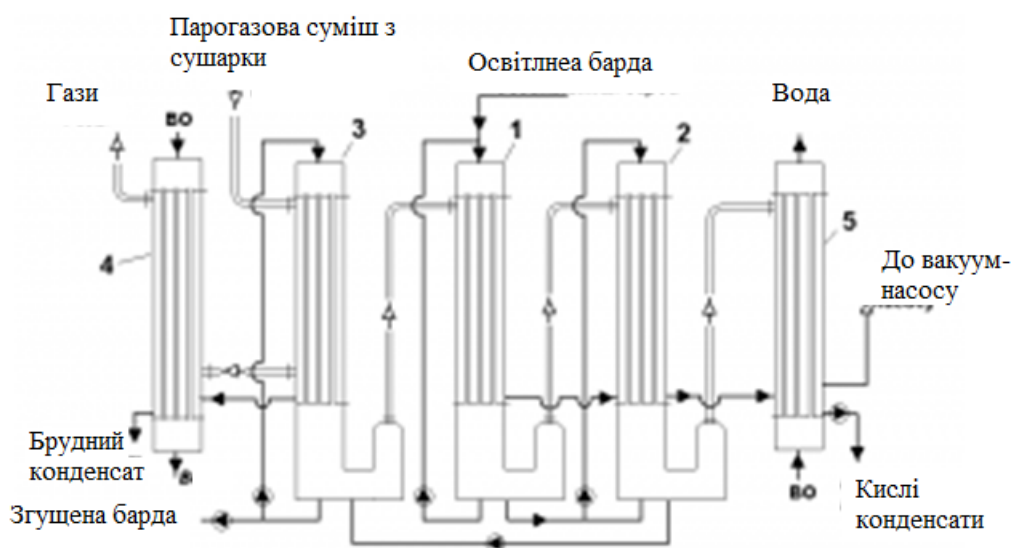 Парогазова суміш з
сушарки
Освітлнеа барда
Гази
Вода
ВО
3
1
2
5
4
До вакуум-
насосу
Брудний
конденсат
Згущена барда
ВО
Кислі
конденсати